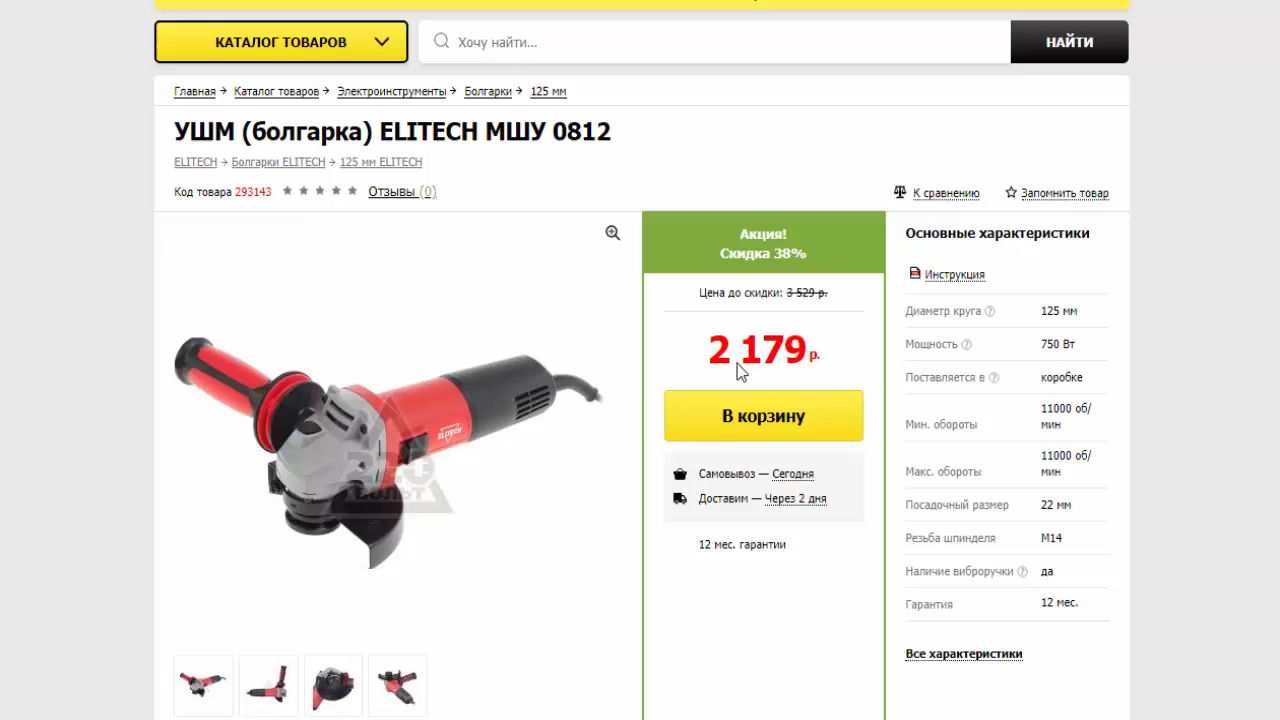 КАТАЛОГ ТОВАРОВ
Хочу найти...
НАЙТИ
Главная → Каталог товаров → Электроинструменты → Болгарки → 125 мм
УШМ (болгарка) ELITECH МШУ 0812
ELITECH → Болгарки ELITECH → 125 мм ELITECH
Код товара 293143
Отзывы (0)
К сравнению
Запомнить товар
ELITECH
220
ВОЛЬТ
Акция!
Скидка 38%
Цена до скидки: 3 529 р.
2 179 р.
В корзину
Самовывоз — Сегодня
Доставим — Через 2 дня
12 мес. гарантии
Основные характеристики
Инструкция
Диаметр круга 125 мм
Мощность 750 Вт
Поставляется в коробке
Мин. обороты 11000 об/
мин
Макс. обороты 11000 об/
мин
Посадочный размер 22 мм
Резьба шпинделя М14
Наличие виброручки да
Гарантия 12 мес.
Все характеристики